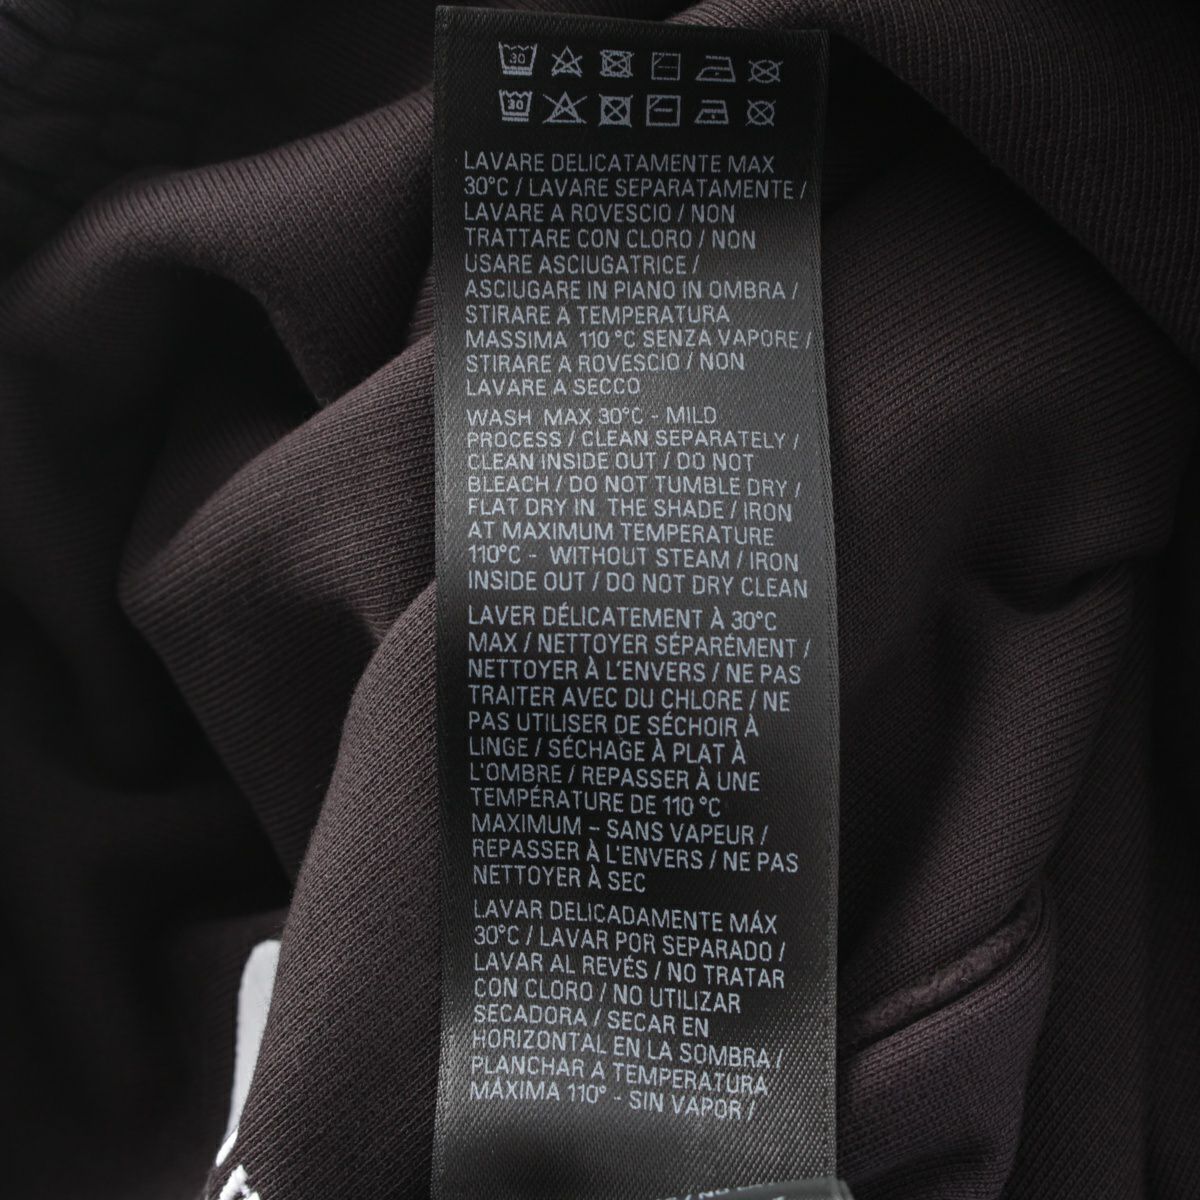 30
30
LAVARE DELICATAMENTE MAX
30°C / LAVARE SEPARATAMENTE /
LAVARE A ROVESCIO / NON
TRATTARE CON CLORO / NON
USARE ASCIUGATRICE /
ASCIUGARE IN PIANO IN OMBRA /
STIRARE A TEMPERATURA
MASSIMA 110 °C SENZA VAPORE /
STIRARE A ROVESCIO / NON
LAVARE A SECCO
WASH MAX 30°C - MILD
PROCESS / CLEAN SEPARATELY /
CLEAN INSIDE OUT / DO NOT
BLEACH / DO NOT TUMBLE DRY /
FLAT DRY IN THE SHADE / IRON
AT MAXIMUM TEMPERATURE
110°C - WITHOUT STEAM / IRON
INSIDE OUT / DO NOT DRY CLEAN
LAVER DÉLICATEMENT À 30°C
MAX / NETTOYER SÉPARÉMENT /
NETTOYER À L'ENVERS / NE PAS
TRAITER AVEC DU CHLORE / NE
PAS UTILISER DE SÉCHOIR À
LINGE / SÉCHAGE À PLAT À
L'OMBRE / REPASSER À UNE
TEMPÉRATURE DE 110 °C
MAXIMUM – SANS VAPEUR /
REPASSER À L'ENVERS / NE PAS
NETTOYER À SEC
LAVAR DELICADAMENTE MÁX
30°C / LAVAR POR SEPARADO /
LAVAR AL REVÉS / NO TRATAR
CON CLORO / NO UTILIZAR
SECADORA / SECAR EN
HORIZONTAL EN LA SOMBRA /
PLANCHAR A TEMPERATURA
MÁXIMA 110° - SIN VAPOR /